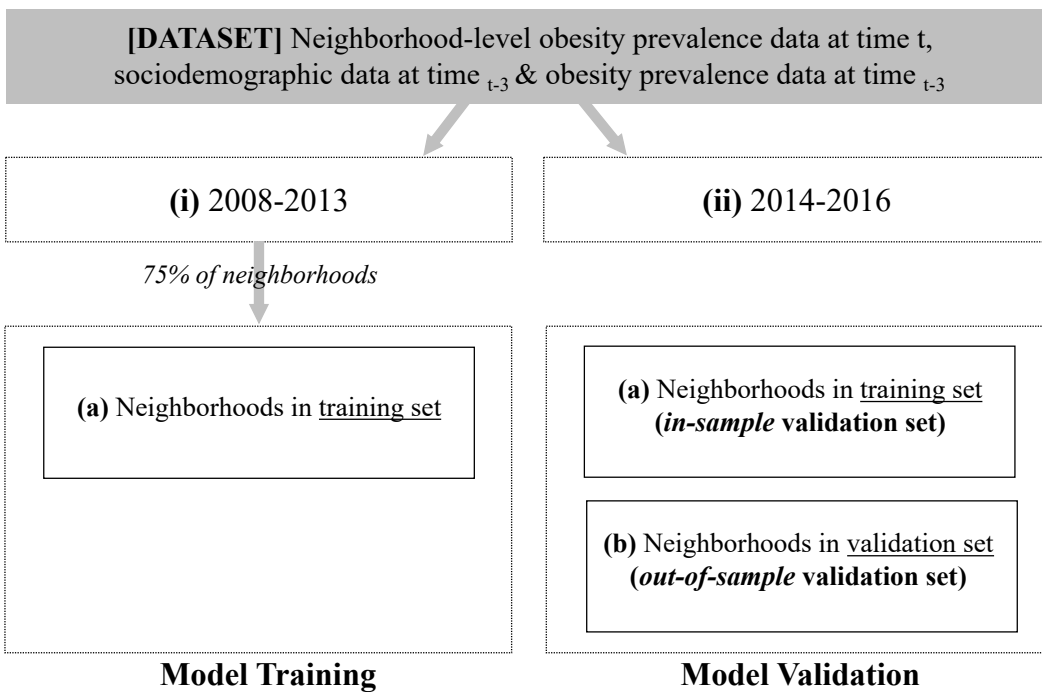 [DATASET] Neighborhood-level obesity prevalence data at time t,
sociodemographic data at time t-3 & obesity prevalence data at time t-3
(i) 2008-2013
(ii) 2014-2016
75% of neighborhoods
(a) Neighborhoods in training set
(a) Neighborhoods in training set
(in-sample validation set)
(b) Neighborhoods in validation set
(out-of-sample validation set)
Model Training
Model Validation